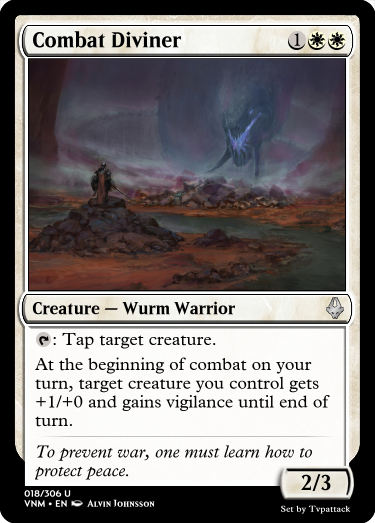 Combat Diviner 1
Creature — Wurm Warrior
: Tap target creature.
At the beginning of combat on your
turn, target creature you control gets
+1/+0 and gains vigilance until end of
turn.
To prevent war, one must learn how to
protect peace.
2/3
018/306 U
VNM • EN Alvin Johnsson
Set by Tvpattack